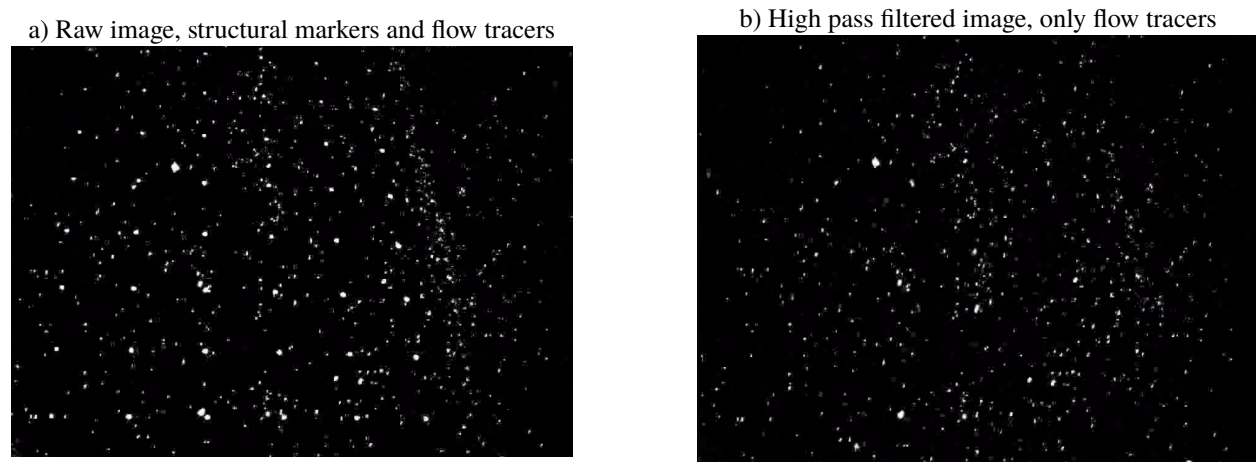 a) Raw image, structural markers and flow tracers
b) High pass filtered image, only flow tracers